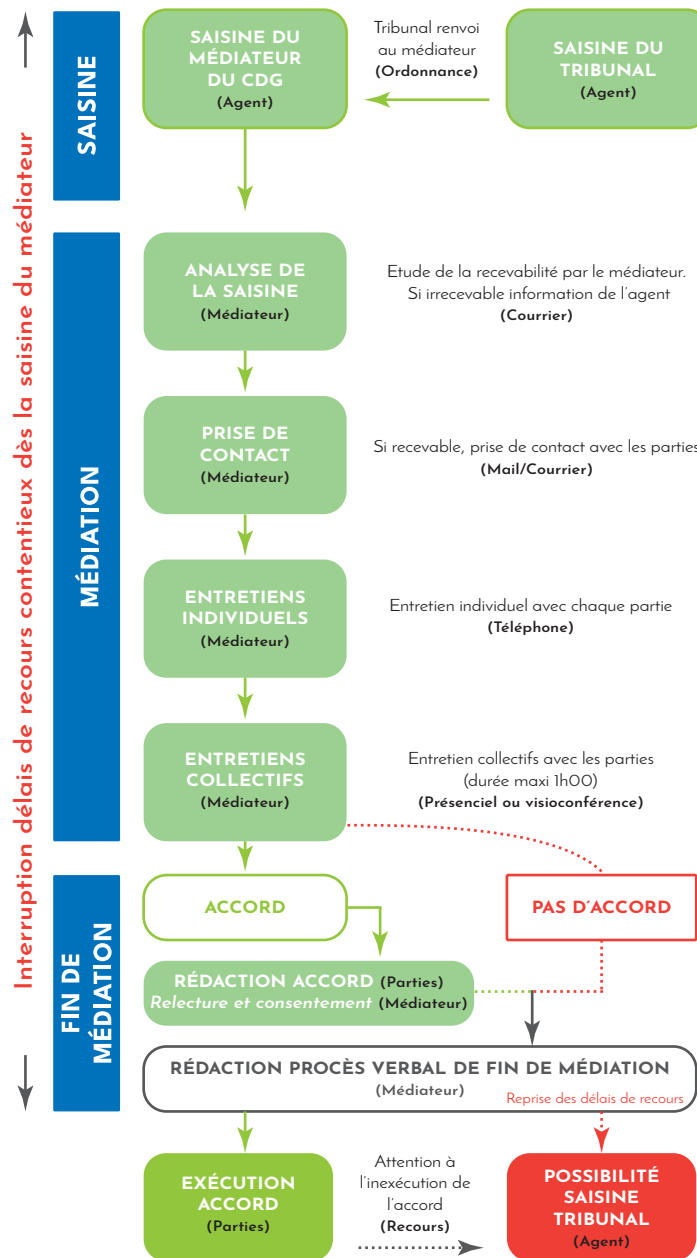 Interruption délais de recours contentieux dès la saisine du médiateur
SAISINE
SAISINE DU
MÉDIATEUR
DU CDG
(Agent)
Tribunal renvoi
au médiateur
(Ordonnance)
SAISINE DU
TRIBUNAL
(Agent)
MÉDIATION
ANALYSE DE
LA SAISINE
(Médiateur)
Etude de la recevabilité par le médiateur.
Si irrecevable information de l'agent
(Courrier)
PRISE DE
CONTACT
(Médiateur)
Si recevable, prise de contact avec les parties
(Mail/Courrier)
ENTRETIENS
INDIVIDUELS
(Médiateur)
Entretien individuel avec chaque partie
(Téléphone)
ENTRETIENS
COLLECTIFS
(Médiateur)
Entretien collectifs avec les parties
(durée maxi 1h00)
(Présenciel ou visioconférence)
FIN DE
MÉDIATION
ACCORD
PAS D'ACCORD
RÉDACTION ACCORD (Parties)
Relecture et consentement (Médiateur)
RÉDACTION PROCÈS VERBAL DE FIN DE MÉDIATION
(Médiateur)
Reprise des délais de recours
EXÉCUTION
ACCORD
(Parties)
Attention à
l'inexécution de
l'accord
(Recours)
POSSIBILITÉ
SAISINE
TRIBUNAL
(Agent)